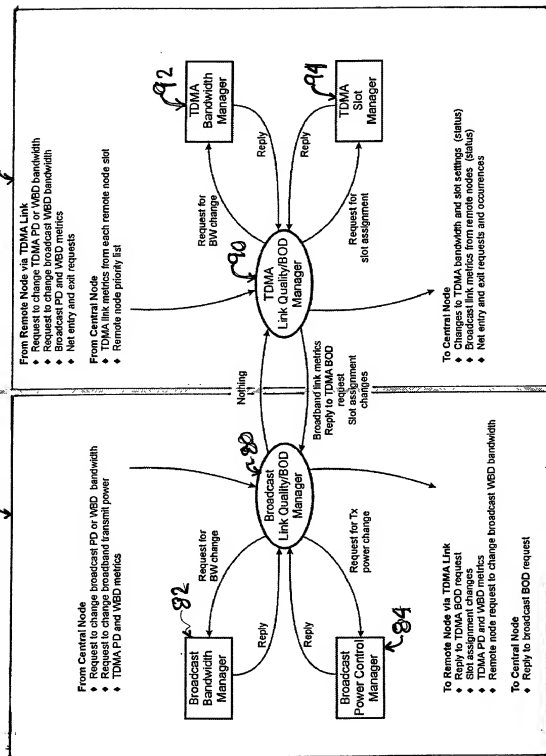 From Central Node
◆ Request to change broadcast PD or WBD bandwidth
◆ Request to change broadband transmit power
◆ TDMA PD and WBD metrics
82
Broadcast
Bandwidth
Manager
Request for
BW change
Reply
80
Broadcast
Link Quality/BOD
Manager
Reply
Request for Tx
power change
Broadcast
Power Control
Manager
84
To Remote Node via TDMA Link
◆ Reply to TDMA BOD request
◆ Slot assignment changes
◆ TDMA PD and WBD metrics
◆ Remote node request to change broadcast WBD bandwidth
To Central Node
◆ Reply to broadcast BOD request
Nothing
Broadband link metrics
Reply to TDMA BOD
request
Slot assignment
changes
From Remote Node via TDMA Link
◆ Request to change TDMA PD or WBD bandwidth
◆ Request to change broadcast WBD bandwidth
◆ Broadcast PD and WBD metrics
◆ Net entry and exit requests
From Central Node
◆ TDMA link metrics from each remote node slot
◆ Remote node priority list
90
TDMA
Link Quality/BOD
Manager
Request for
BW change
Reply
92
TDMA
Bandwidth
Manager
Request for
slot assignment
Reply
94
TDMA
Slot
Manager
To Central Node
◆ Changes to TDMA bandwidth and slot settings (status)
◆ Broadcast link metrics from remote nodes (status)
◆ Net entry and exit requests and occurrences